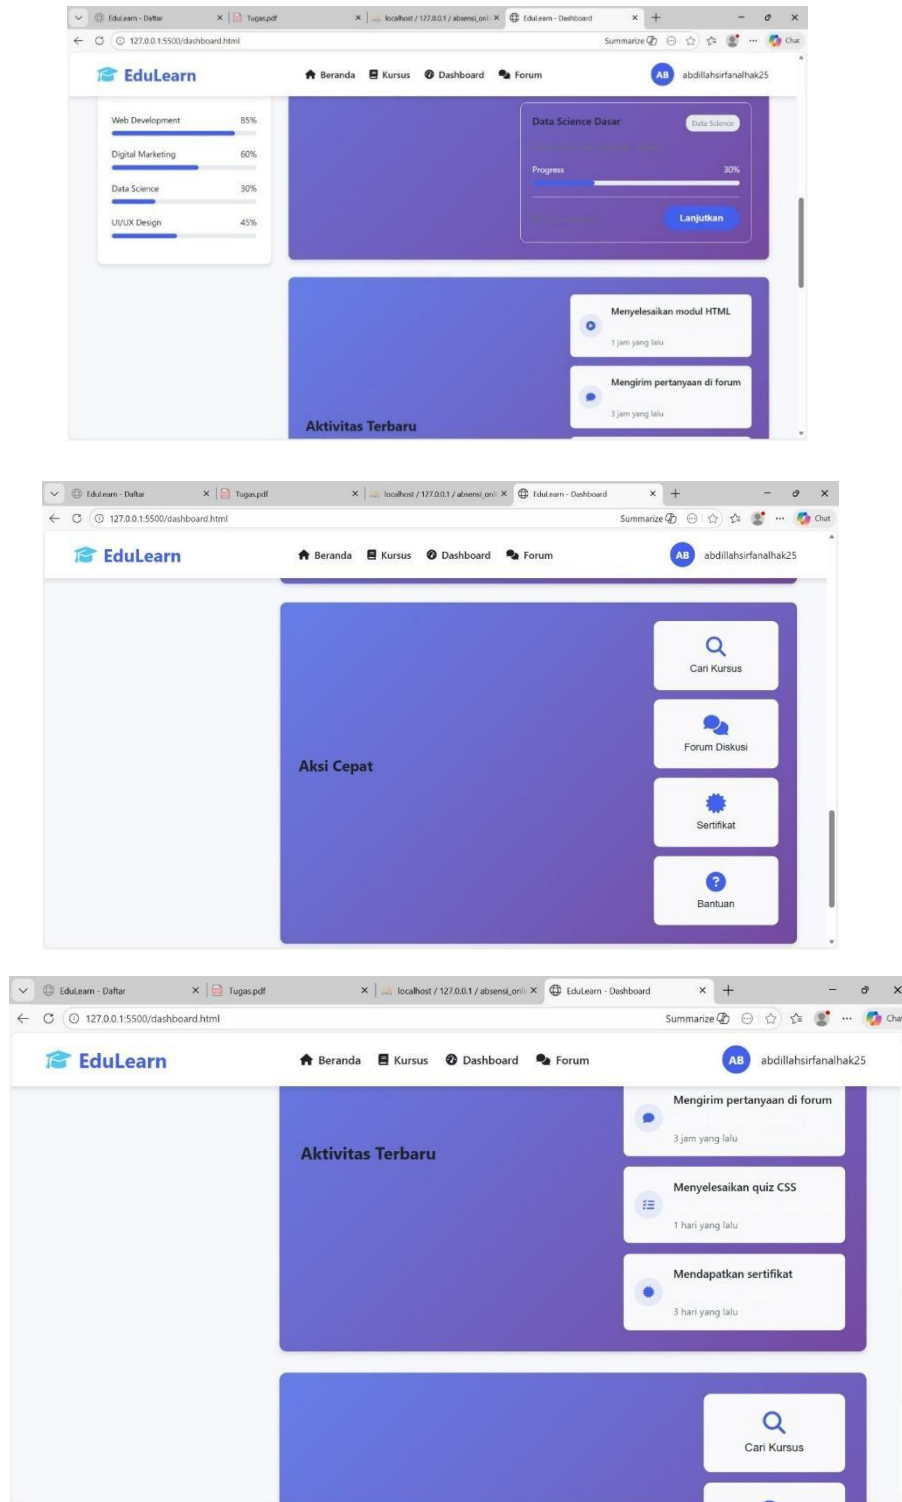 EduLearn - Daftar Tugas.pdf localhost / 127.0.0.1 / absensi_onli EduLearn - Dashboard
127.0.0.1:5500/dashboard.html Summarize Chat
EduLearn Beranda Kursus Dashboard Forum AB abdillahsirfanalhak25
Web Development 85%
Digital Marketing 60%
Data Science 30%
UI/UX Design 45%
Data Science Dasar Data Science
Progress 30%
Lanjutkan
Menyelesaikan modul HTML
1 jam yang lalu
Mengirim pertanyaan di forum
3 jam yang lalu
Aktivitas Terbaru
EduLearn - Daftar Tugas.pdf localhost / 127.0.0.1 / absensi_onli EduLearn - Dashboard
127.0.0.1:5500/dashboard.html Summarize Chat
EduLearn Beranda Kursus Dashboard Forum AB abdillahsirfanalhak25
Cari Kursus
Forum Diskusi
Aksi Cepat
Sertifikat
Bantuan
EduLearn - Daftar Tugas.pdf localhost / 127.0.0.1 / absensi_onli EduLearn - Dashboard
127.0.0.1:5500/dashboard.html Summarize Chat
EduLearn Beranda Kursus Dashboard Forum AB abdillahsirfanalhak25
Mengirim pertanyaan di forum
3 jam yang lalu
Aktivitas Terbaru
Menyelesaikan quiz CSS
1 hari yang lalu
Mendapatkan sertifikat
3 hari yang lalu
Cari Kursus